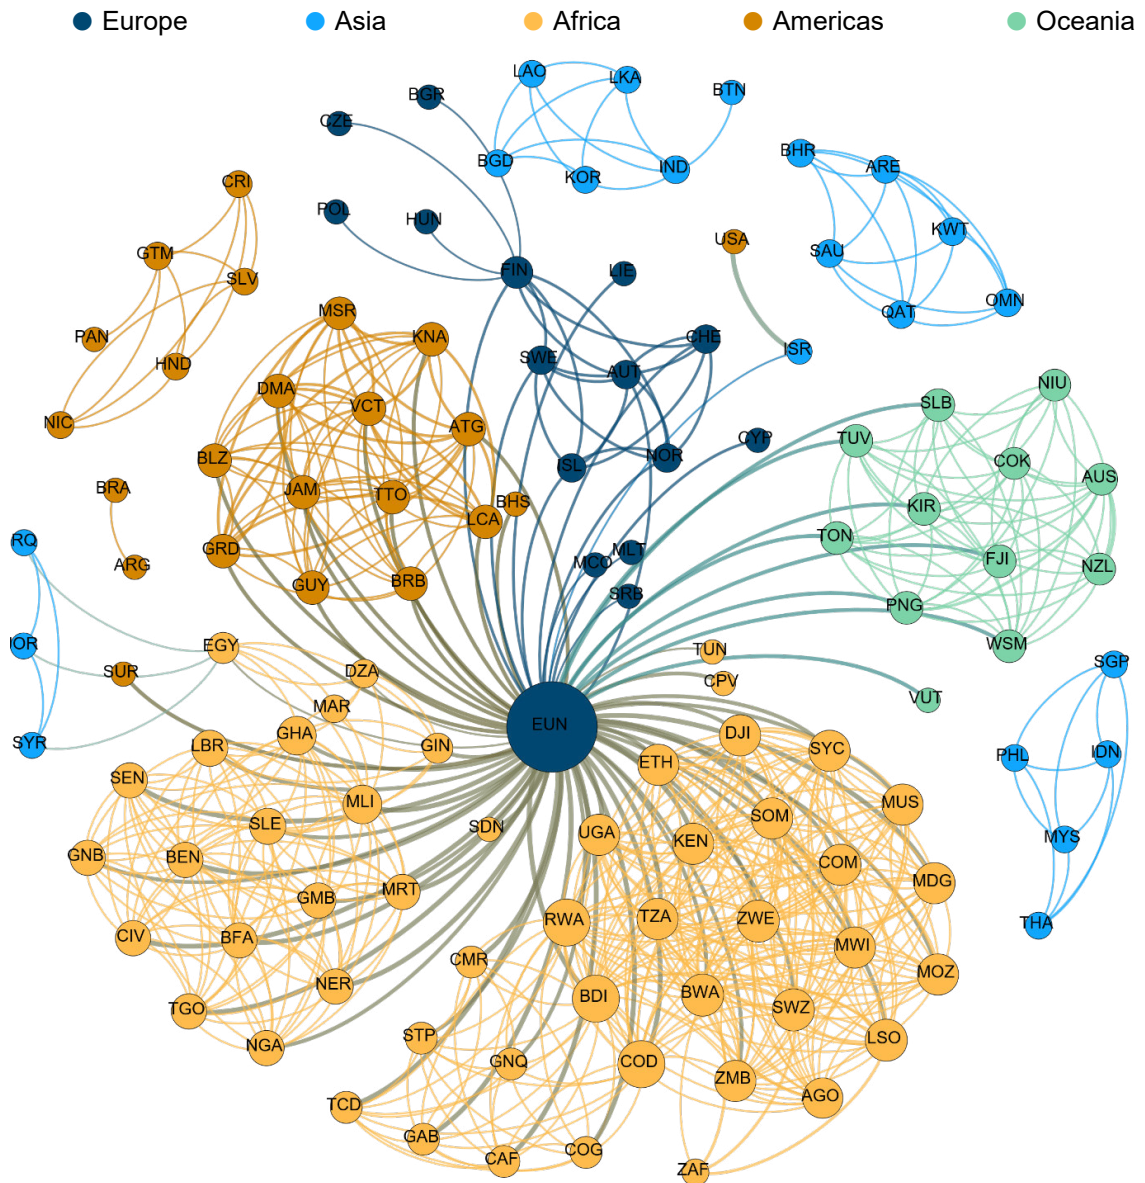 Europe Asia Africa Americas Oceania
LAO LKA BTN
BGR
CZE
BGD KOR IND
BHR ARE
CRI
POL HUN
KWT
GTM USA SAU
FIN LIE
SLV
QAT OMN
MSR
PAN KNA CHE
SWE ISR
HND AUT
DMA NIU
VCT SLB
NIC ATG CYP TUV
BLZ ISL NOR COK
BRA JAM TTO AUS
BHS KIR
LCA
RQ TON
GRD MLT
ARG MCO FJI NZL
GUY BRB SRB
PNG
IOR EGY WSM
TUN
SUR DZA CPV SGP
MAR VUT
SYR LBR GHA GIN EUN DJI SYC
PHL IDN
SEN ETH
MLI MUS
SLE SDN UGA SOM
GNB BEN KEN MYS
COM
GMB MRT MDG
CIV BFA RWA TZA ZWE THA
MWI
CMR
NER BDI BWA MOZ
TGO SWZ
NGA STP LSO
GNQ COD
ZMB
TCD AGO
GAB COG
CAF ZAF